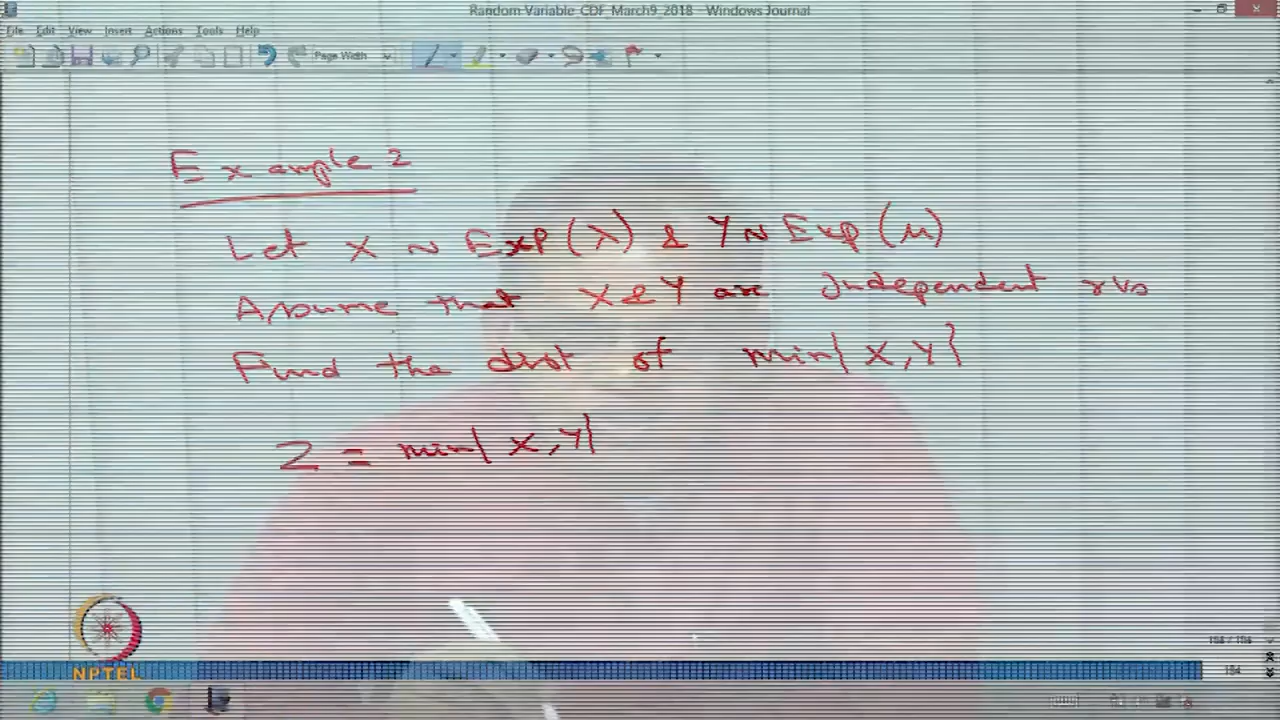 Random Variable_CDF_March9_2018 - Windows Journal
File Edit View Insert Actions Tools Help
Page Width
Example 2
Let X ~ Exp(λ) & Y ~ Exp(μ)
Assume that X & Y are independent rvs
Find the dist of min{X,Y}
Z = min{X,Y}
NPTEL
184